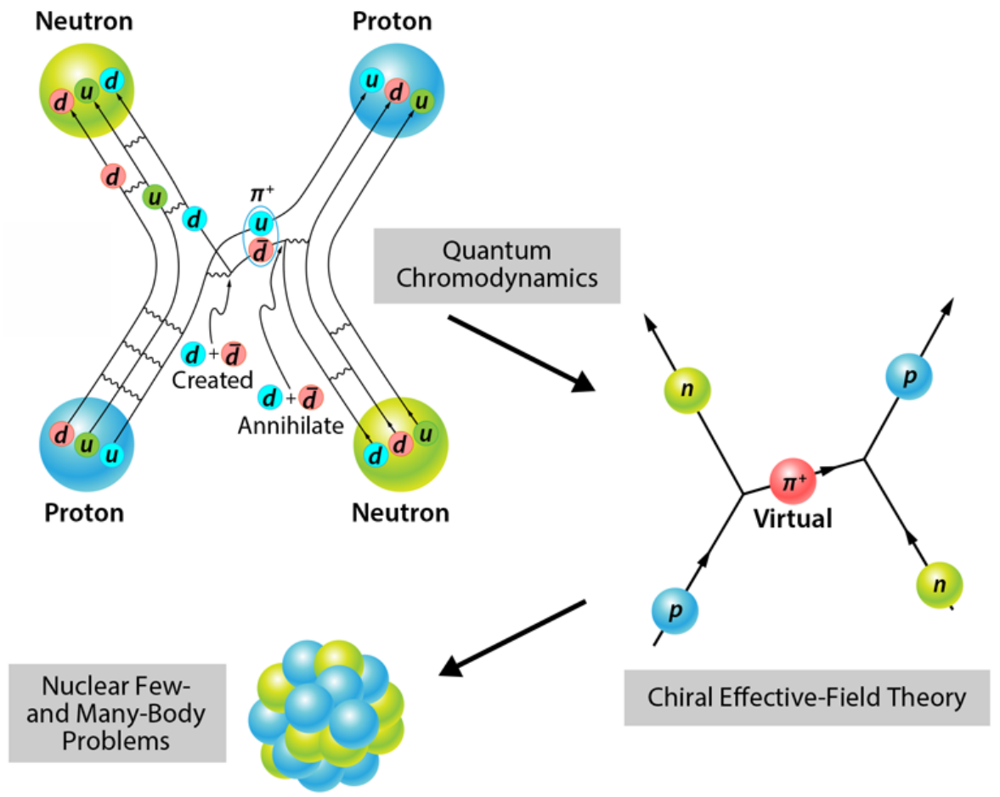 Neutron
Proton
d u d
u d u
d
u
d
π⁺
u
d̅
Quantum
Chromodynamics
d + d̅
Created
d + d̅
Annihilate
d u u
d d u
Proton
Neutron
n
p
π⁺
Virtual
p
n
Nuclear Few-
and Many-Body
Problems
Chiral Effective-Field Theory